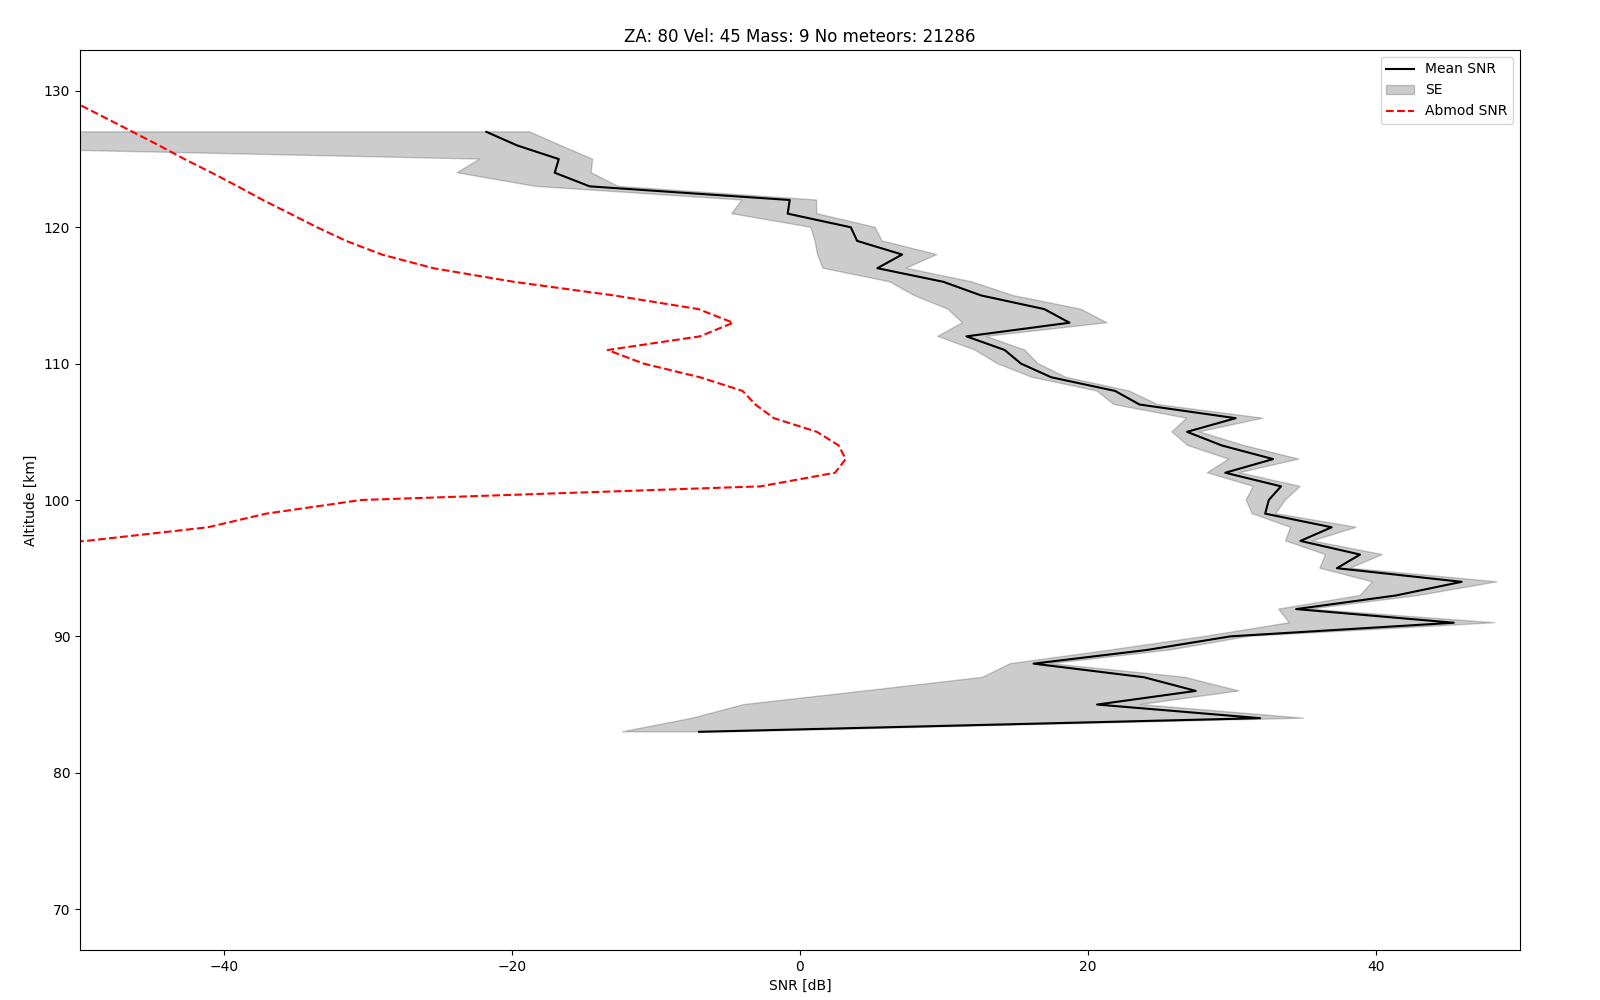 ZA: 80 Vel: 45 Mass: 9 No meteors: 21286
Mean SNR
SE
Abmod SNR
130
120
110
100
90
80
70
Altitude [km]
−40
−20
0
20
40
SNR [dB]